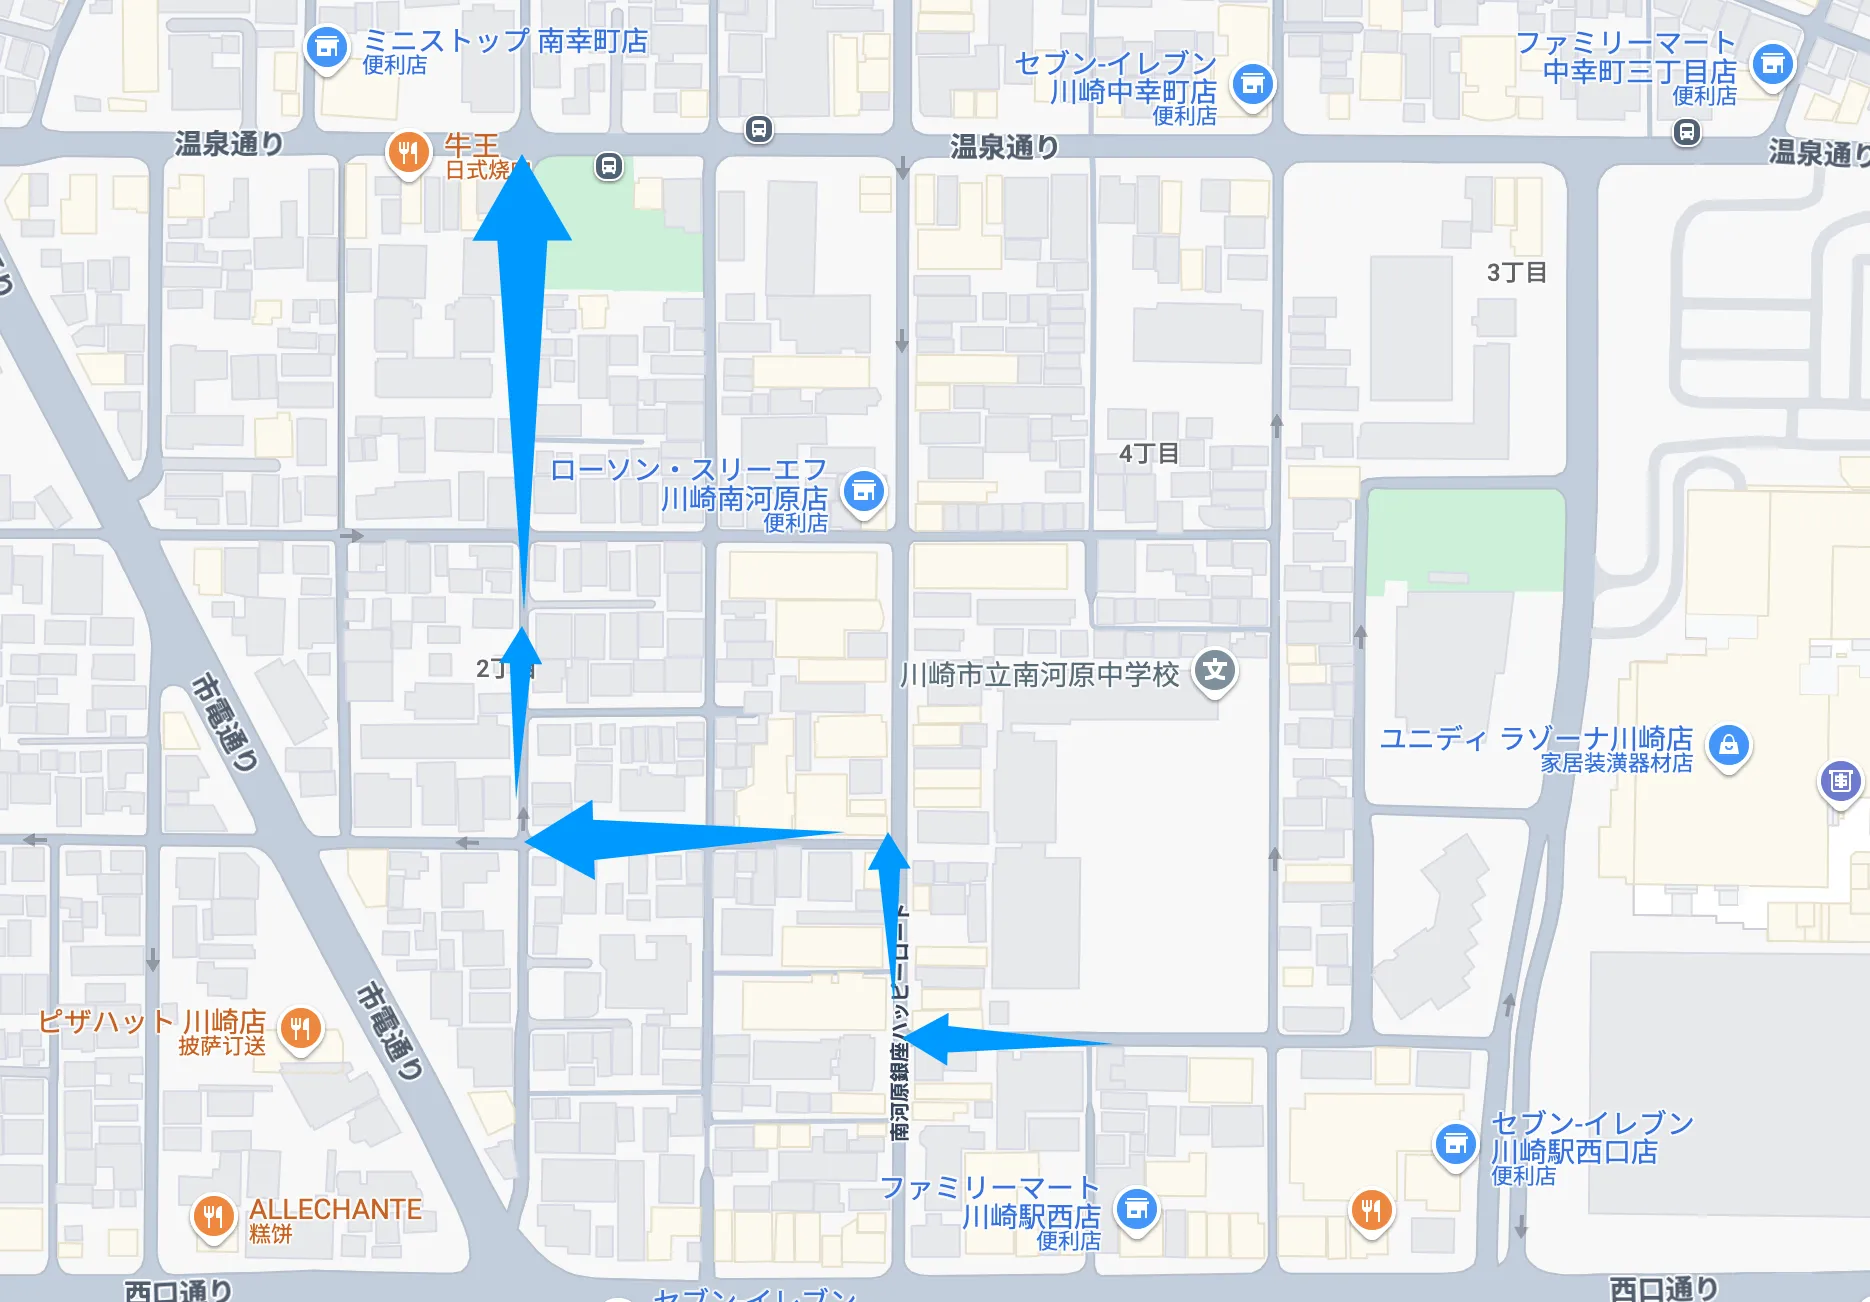 ミニストップ 南幸町店
便利店
セブン-イレブン
川崎中幸町店
便利店
ファミリーマート
中幸町三丁目店
便利店
温泉通り
牛王
日式烧
温泉通り
温泉通り
3丁目
4丁目
ローソン・スリーエフ
川崎南河原店
便利店
2丁目
川崎市立南河原中学校
文
市電通り
ユニディ ラゾーナ川崎店
家居装潢器材店
南河原銀座ハッピーロード
ピザハット 川崎店
披萨订送
市電通り
セブン-イレブン
川崎駅西口店
便利店
ALLECHANTE
糕饼
ファミリーマート
川崎駅西店
便利店
西口通り
セブン-イレブン
西口通り